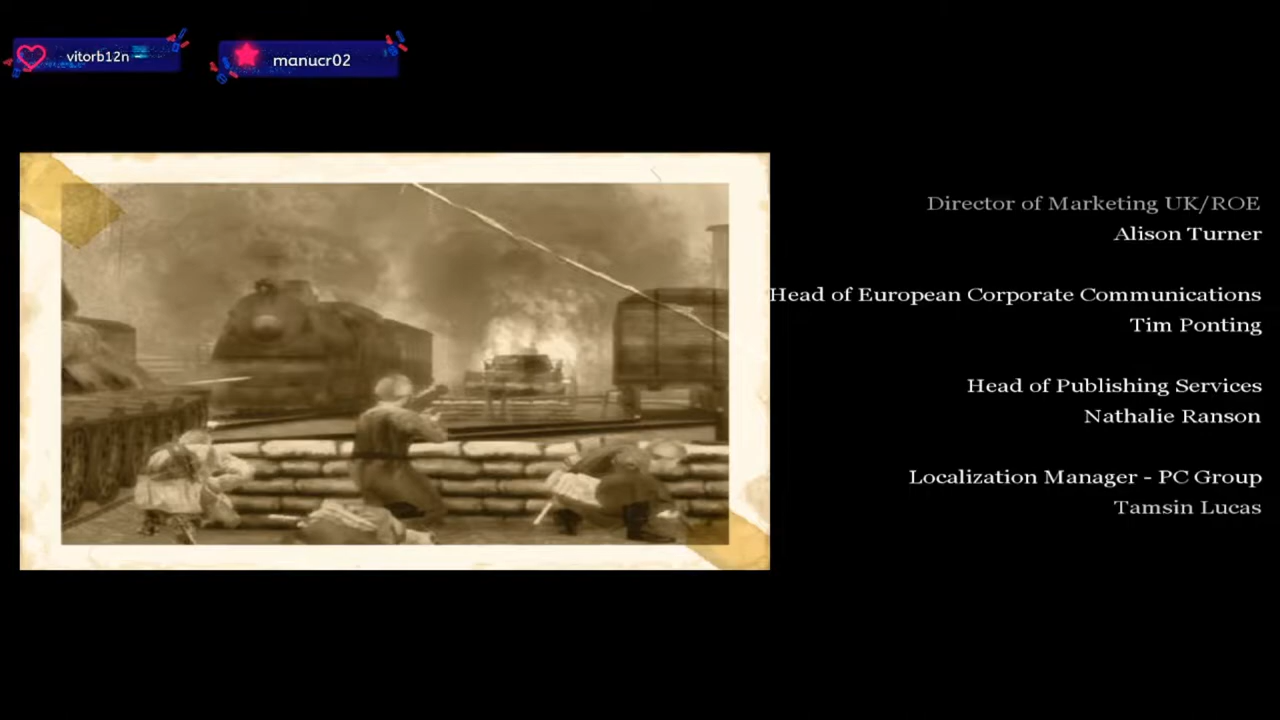 vitorb12n
manucr02
Director of Marketing UK/ROE
Alison Turner
Head of European Corporate Communications
Tim Ponting
Head of Publishing Services
Nathalie Ranson
Localization Manager - PC Group
Tamsin Lucas